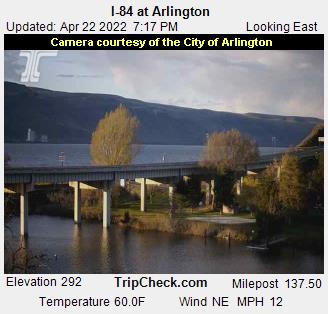 I-84 at Arlington
Updated: Apr 22 2022 7:17 PM Looking East
Camera courtesy of the City of Arlington
Elevation 292 TripCheck.com Milepost 137.50
Temperature 60.0F Wind NE MPH 12